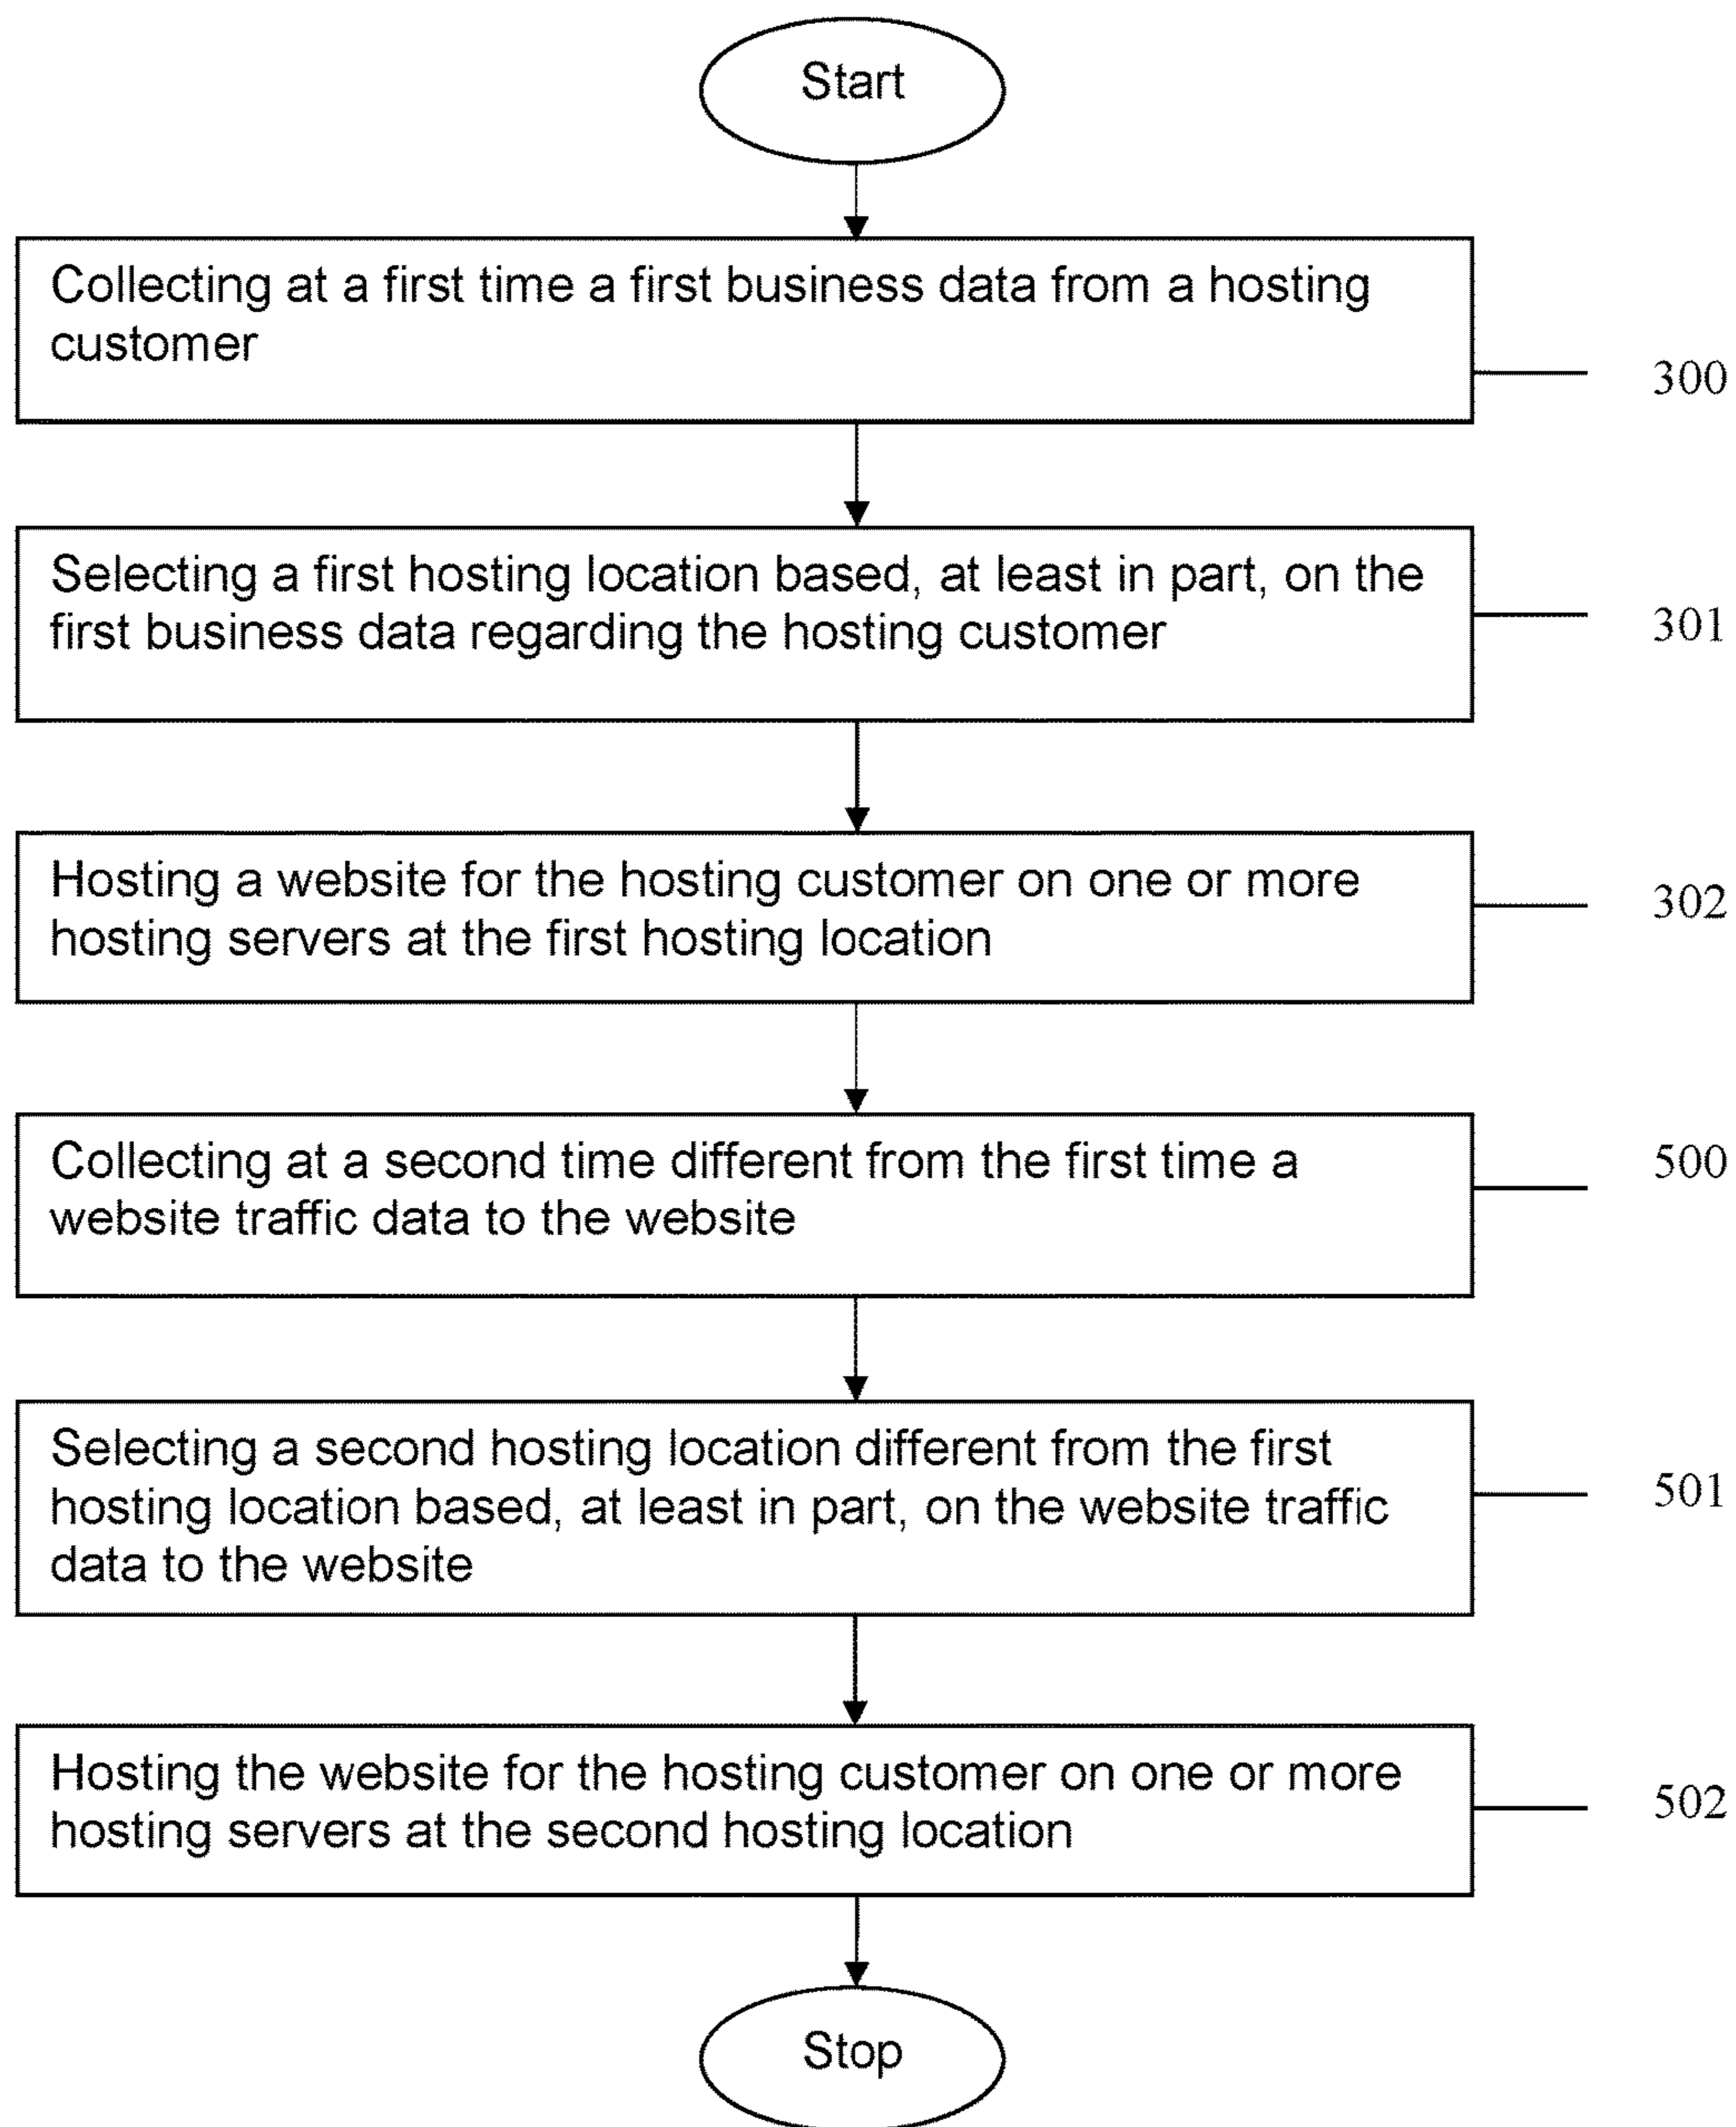 Start
Collecting at a first time a first business data from a hosting
customer
300
Selecting a first hosting location based, at least in part, on the
first business data regarding the hosting customer
301
Hosting a website for the hosting customer on one or more
hosting servers at the first hosting location
302
Collecting at a second time different from the first time a
website traffic data to the website
500
Selecting a second hosting location different from the first
hosting location based, at least in part, on the website traffic
data to the website
501
Hosting the website for the hosting customer on one or more
hosting servers at the second hosting location
502
Stop